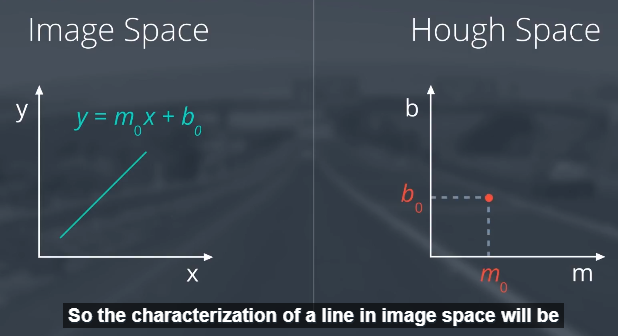 Image Space
Hough Space
y
y = m₀x + b₀
x
b
b₀
m₀
m
So the characterization of a line in image space will be